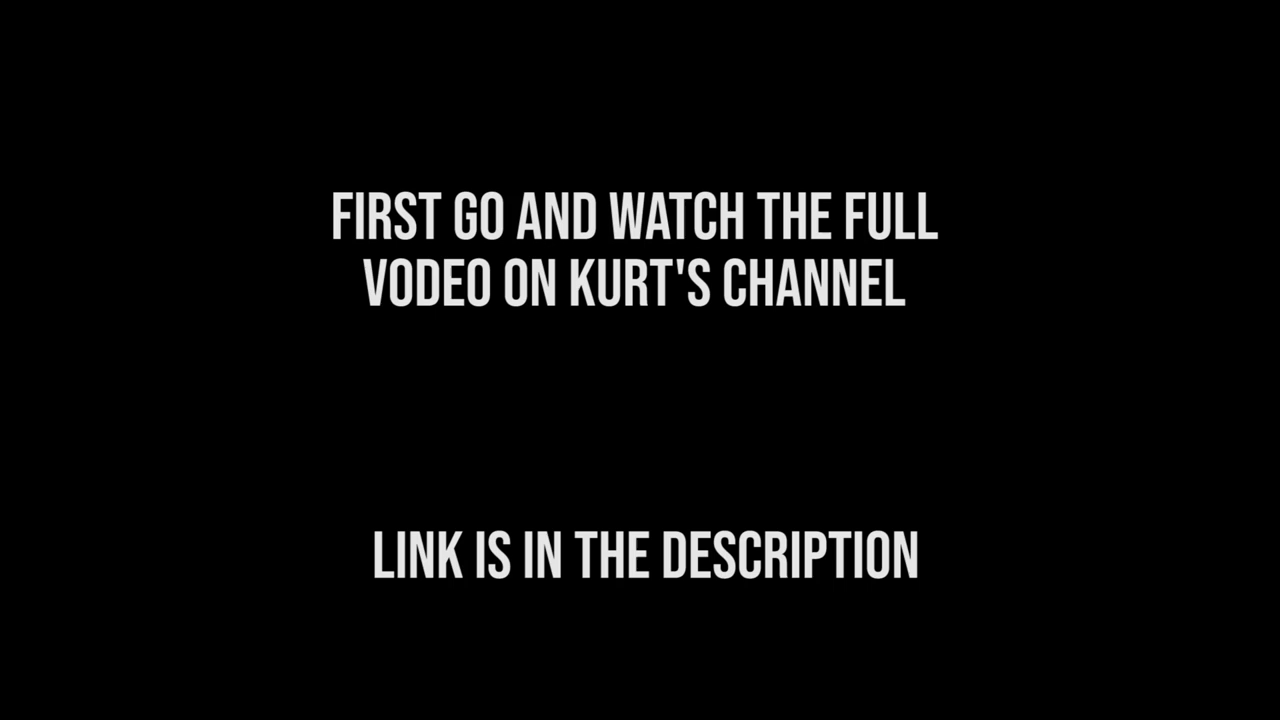 FIRST GO AND WATCH THE FULL
VODEO ON KURT'S CHANNEL
LINK IS IN THE DESCRIPTION